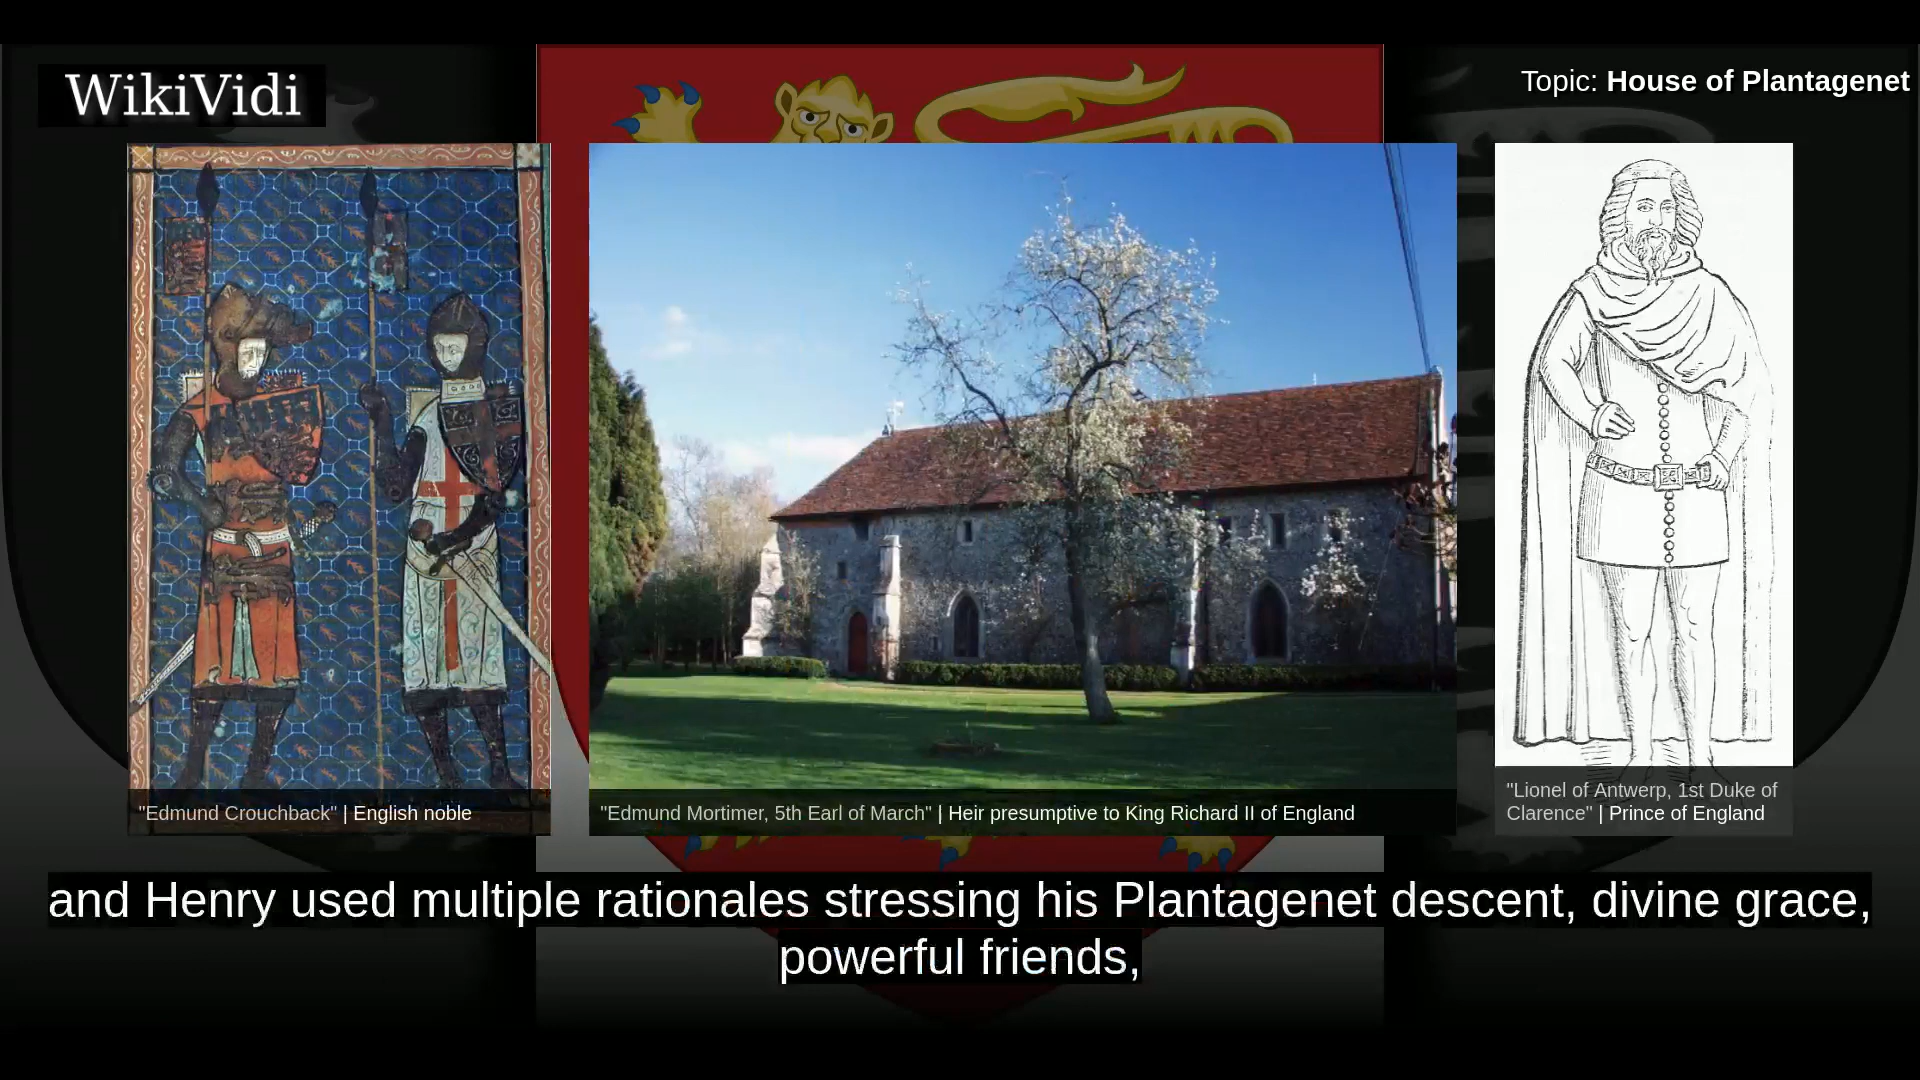 WikiVidi
Topic: House of Plantagenet
"Edmund Crouchback" | English noble
"Edmund Mortimer, 5th Earl of March" | Heir presumptive to King Richard II of England
"Lionel of Antwerp, 1st Duke of
Clarence" | Prince of England
and Henry used multiple rationales stressing his Plantagenet descent, divine grace,
powerful friends,